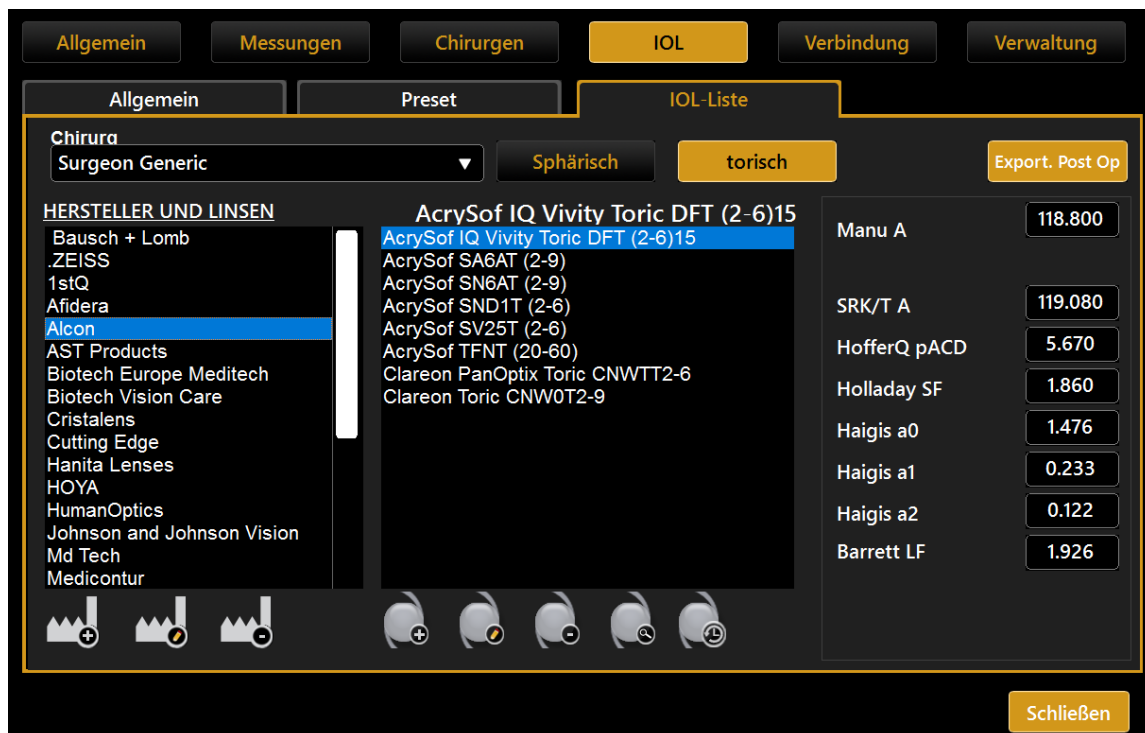 Allgemein Messungen Chirurgen IOL Verbindung Verwaltung
Allgemein Preset IOL-Liste
Chirurg
Surgeon Generic Sphärisch torisch Export. Post Op
HERSTELLER UND LINSEN
Bausch + Lomb
.ZEISS
1stQ
Afidera
Alcon
AST Products
Biotech Europe Meditech
Biotech Vision Care
Cristalens
Cutting Edge
Hanita Lenses
HOYA
HumanOptics
Johnson and Johnson Vision
Md Tech
Medicontur
AcrySof IQ Vivity Toric DFT (2-6)15
AcrySof IQ Vivity Toric DFT (2-6)15
AcrySof SA6AT (2-9)
AcrySof SN6AT (2-9)
AcrySof SND1T (2-6)
AcrySof SV25T (2-6)
AcrySof TFNT (20-60)
Clareon PanOptix Toric CNWTT2-6
Clareon Toric CNW0T2-9
Manu A 118.800
SRK/T A 119.080
HofferQ pACD 5.670
Holladay SF 1.860
Haigis a0 1.476
Haigis a1 0.233
Haigis a2 0.122
Barrett LF 1.926
Schließen